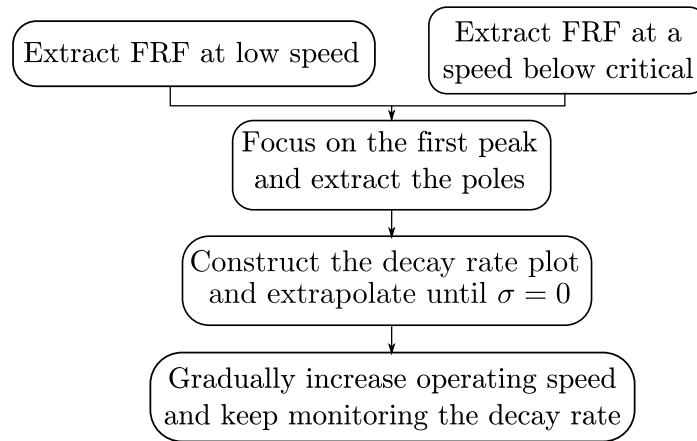 Extract FRF at low speed
Extract FRF at a
speed below critical
Focus on the first peak
and extract the poles
Construct the decay rate plot
and extrapolate until σ = 0
Gradually increase operating speed
and keep monitoring the decay rate